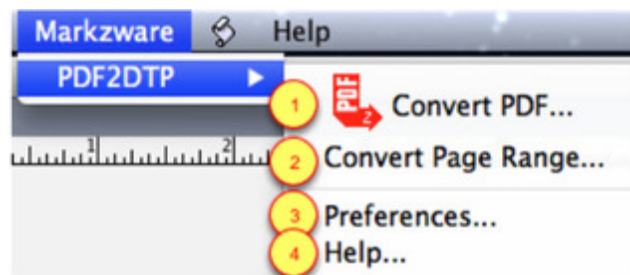 Markzware Help
PDF2DTP
1 PDF 2 Convert PDF...
1 2
2 Convert Page Range...
3 Preferences...
4 Help...